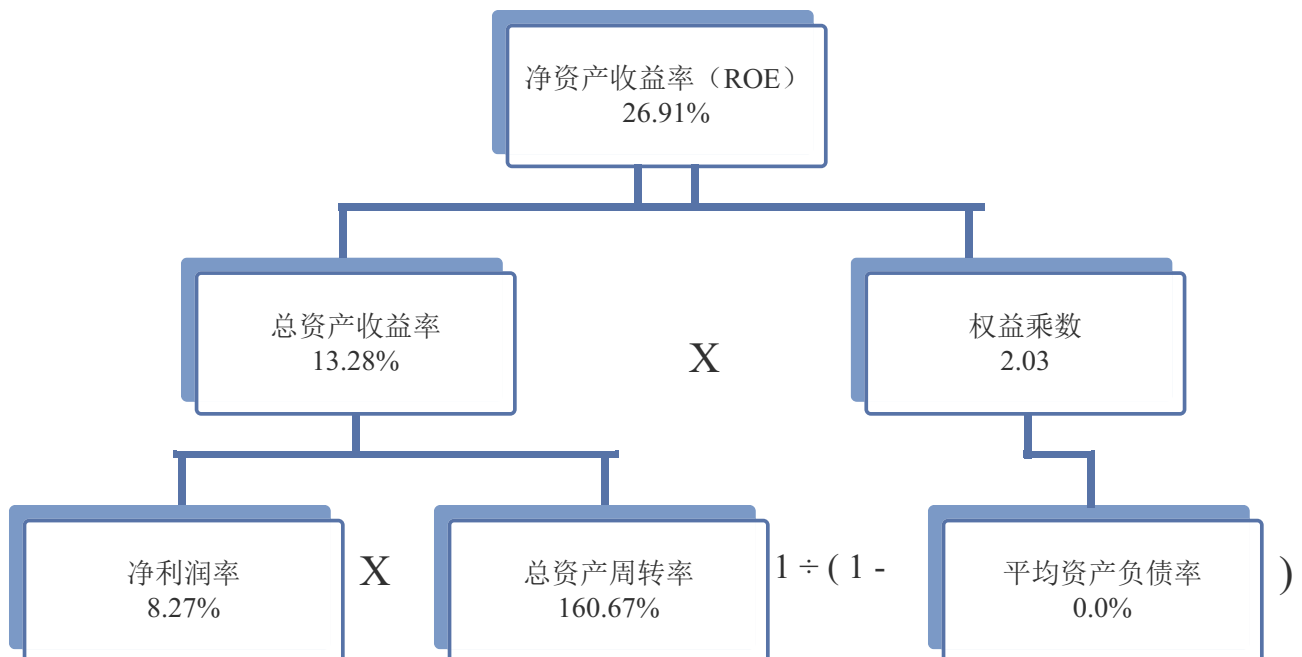 净资产收益率（ROE）
26.91%
总资产收益率
13.28%
X
权益乘数
2.03
净利润率
8.27%
X
总资产周转率
160.67%
1 ÷ ( 1 -
平均资产负债率
0.0%
)